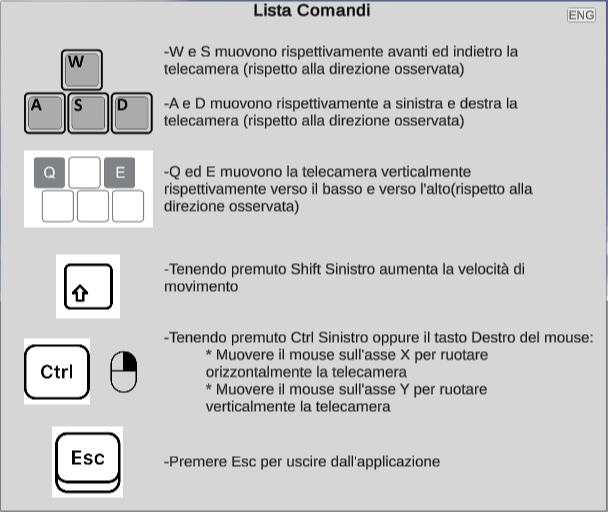 Lista Comandi
ENG
W
-W e S muovono rispettivamente avanti ed indietro la
telecamera (rispetto alla direzione osservata)
A S D
-A e D muovono rispettivamente a sinistra e destra la
telecamera (rispetto alla direzione osservata)
Q E
-Q ed E muovono la telecamera verticalmente
rispettivamente verso il basso e verso l'alto(rispetto alla
direzione osservata)
-Tenendo premuto Shift Sinistro aumenta la velocità di
movimento
-Tenendo premuto Ctrl Sinistro oppure il tasto Destro del mouse:
* Muovere il mouse sull'asse X per ruotare
orizzontalmente la telecamera
* Muovere il mouse sull'asse Y per ruotare
verticalmente la telecamera
Ctrl
Esc
-Premere Esc per uscire dall'applicazione